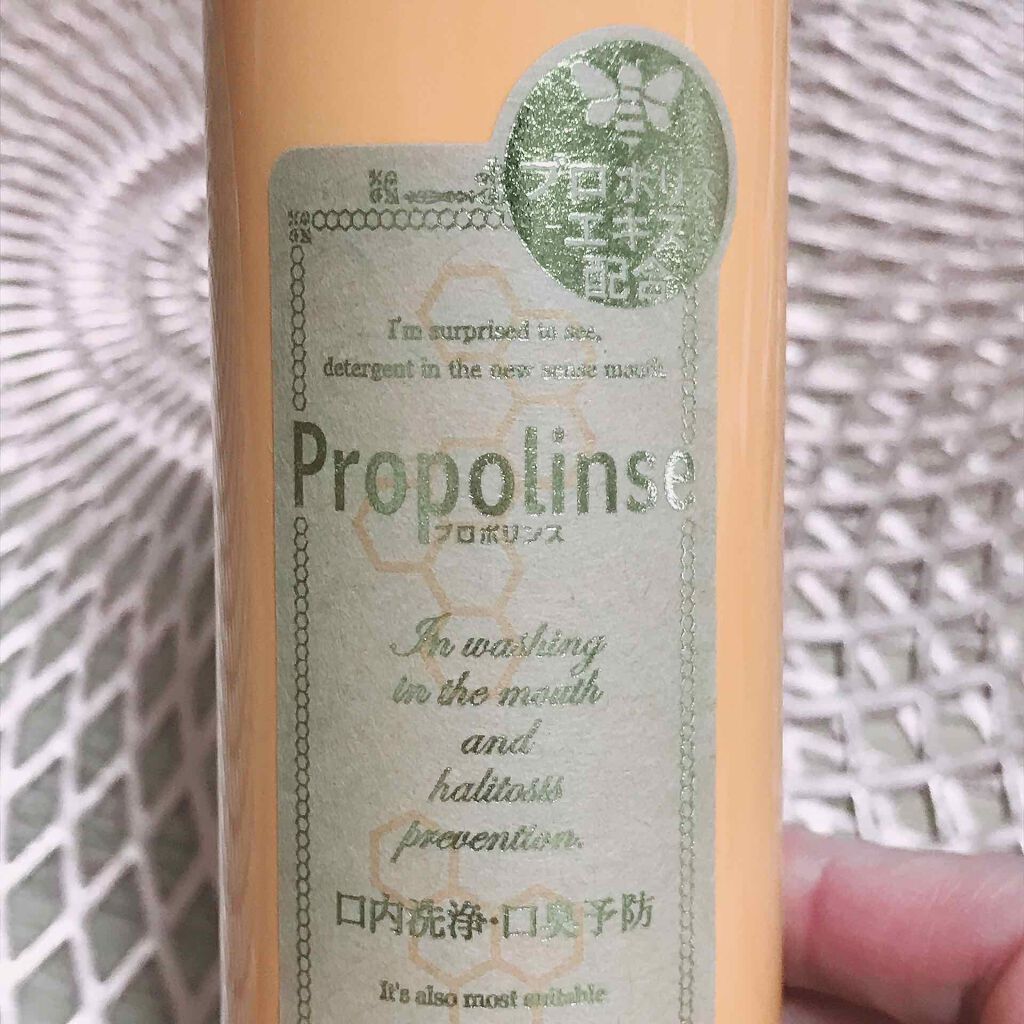 プロポリス
エキス
配合
I'm surprised to see,
detergent in the new sense mouth.
Propolinse
プロポリンス
In washing
in the mouth
and
halitosis
prevention.
口内洗浄・口臭予防
It's also most suitable